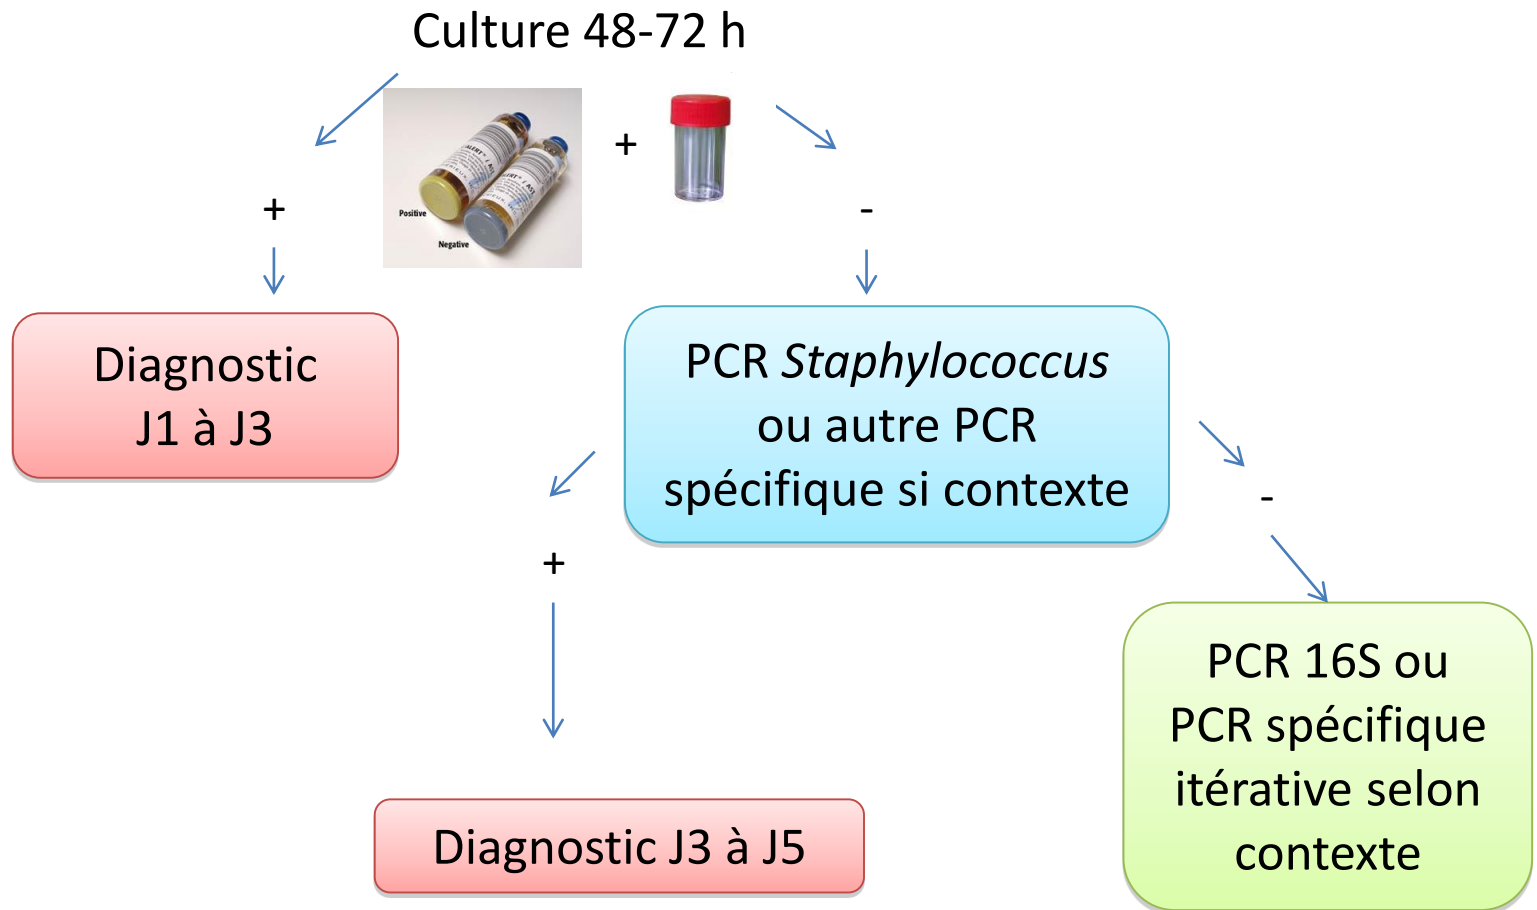 Culture 48-72 h
+
+
-
Positive
Negative
Diagnostic
J1 à J3
PCR Staphylococcus
ou autre PCR
spécifique si contexte
-
+
PCR 16S ou
PCR spécifique
itérative selon
contexte
Diagnostic J3 à J5